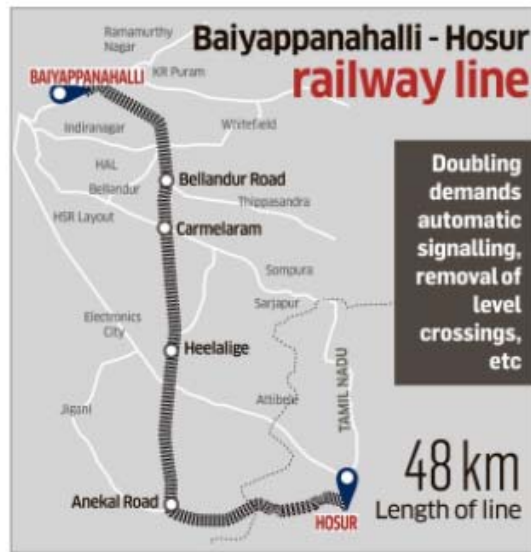 Baiyappanahalli - Hosur
railway line
Ramamurthy
Nagar
BAIYAPPANAHALLI
KR Puram
Indiranagar
Whitefield
HAL
Bellandur
Bellandur Road
Thippasandra
HSR Layout
Carmelaram
Sompura
Sarjapur
Electronics
City
Heelalige
Attibele
TAMIL NADU
Jigani
Anekal Road
HOSUR
Doubling
demands
automatic
signalling,
removal of
level
crossings,
etc
48 km
Length of line